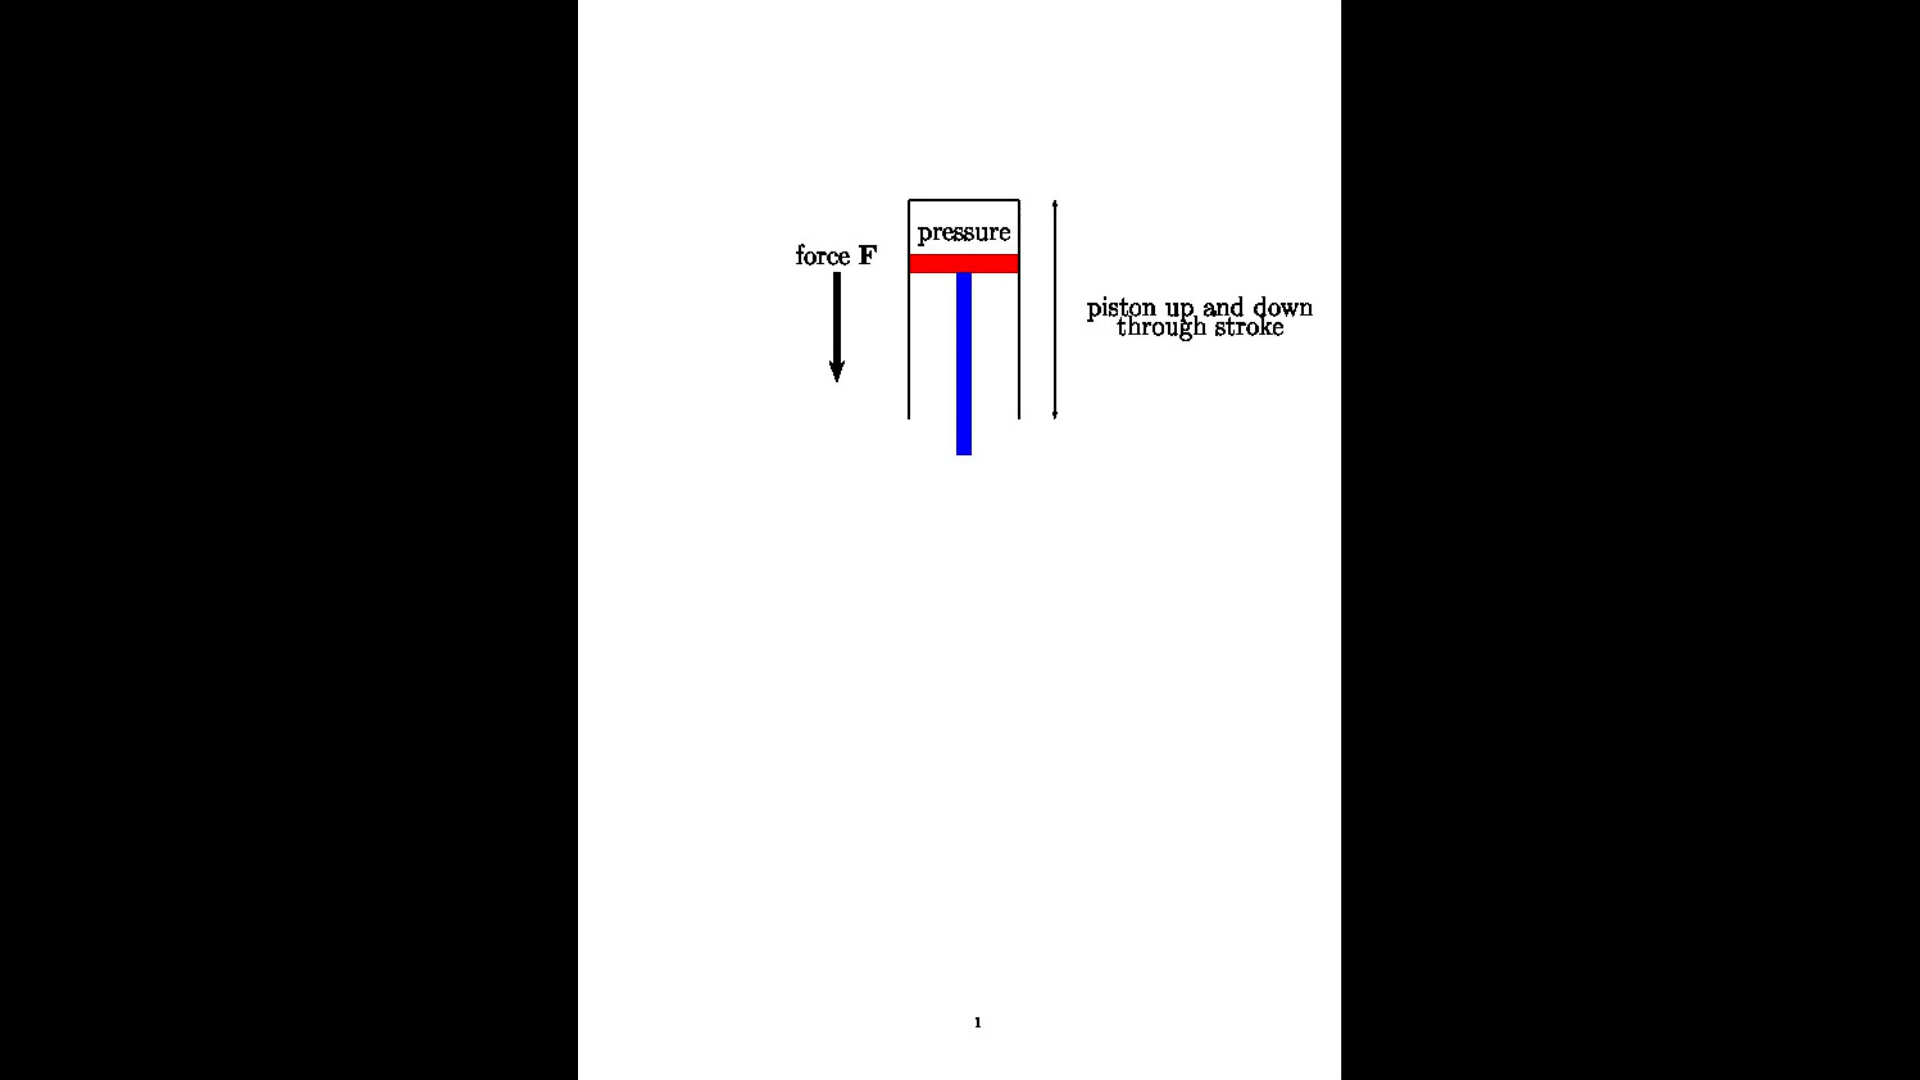 pressure
force F
piston up and down
through stroke
1